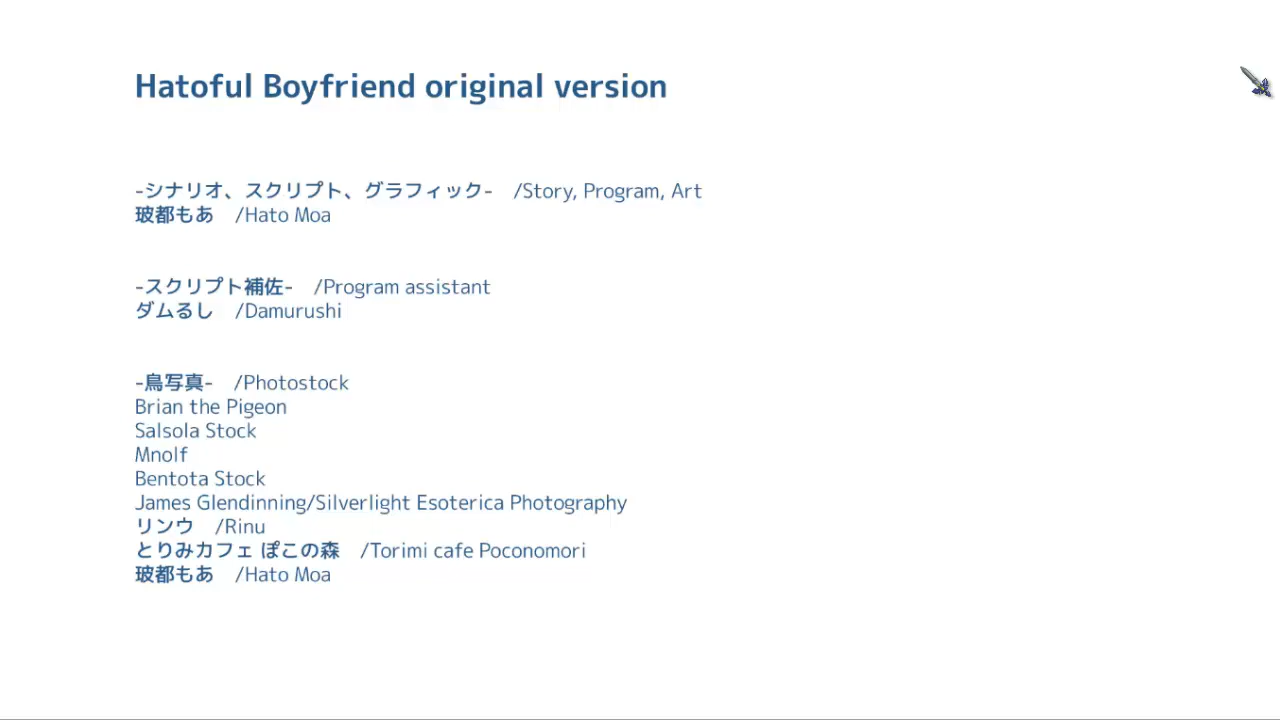 Hatoful Boyfriend original version
-シナリオ、スクリプト、グラフィック-　/Story, Program, Art
玻都もあ　/Hato Moa
-スクリプト補佐-　/Program assistant
ダムるし　/Damurushi
-鳥写真-　/Photostock
Brian the Pigeon
Salsola Stock
Mnolf
Bentota Stock
James Glendinning/Silverlight Esoterica Photography
リンウ　/Rinu
とりみカフェ ぽこの森　/Torimi cafe Poconomori
玻都もあ　/Hato Moa